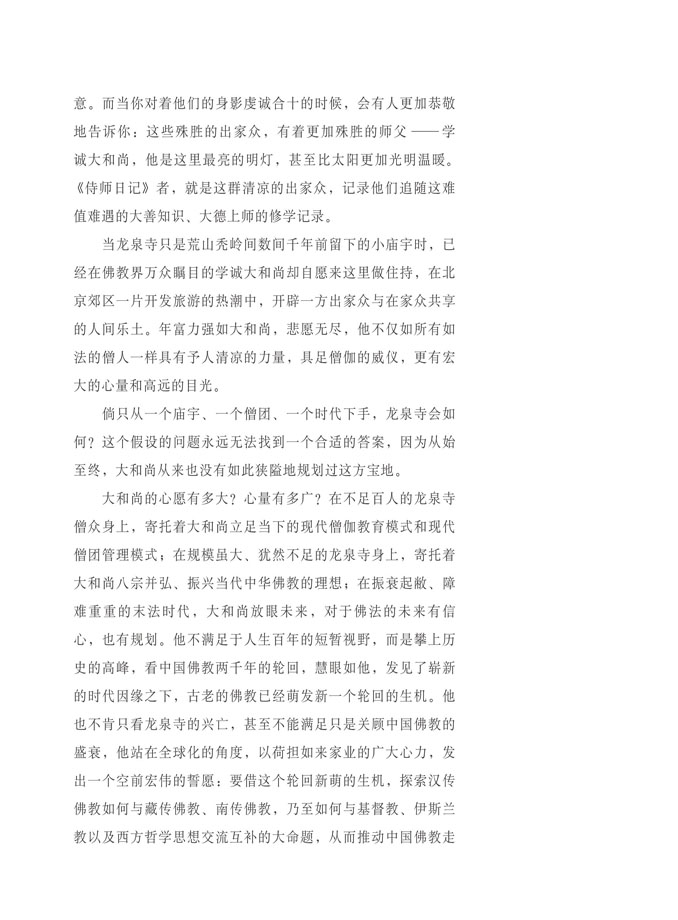 意。而当你对着他们的身影虔诚合十的时候，会有人更加恭敬
地告诉你：这些殊胜的出家众，有着更加殊胜的师父——学
诚大和尚，他是这里最亮的明灯，甚至比太阳更加光明温暖。
《侍师日记》者，就是这群清凉的出家众，记录他们追随这难
值难遇的大善知识、大德上师的修学记录。
当龙泉寺只是荒山秃岭间数间千年前留下的小庙宇时，已
经在佛教界万众瞩目的学诚大和尚却自愿来这里做住持，在北
京郊区一片开发旅游的热潮中，开辟一方出家众与在家众共享
的人间乐土。年富力强如大和尚，悲愿无尽，他不仅如所有如
法的僧人一样具有予人清凉的力量，具足僧伽的威仪，更有宏
大的心量和高远的目光。
倘只从一个庙宇、一个僧团、一个时代下手，龙泉寺会如
何？这个假设的问题永远无法找到一个合适的答案，因为从始
至终，大和尚从来也没有如此狭隘地规划过这方宝地。
大和尚的心愿有多大？心量有多广？在不足百人的龙泉寺
僧众身上，寄托着大和尚立足当下的现代僧伽教育模式和现代
僧团管理模式；在规模虽大、犹然不足的龙泉寺身上，寄托着
大和尚八宗并弘、振兴当代中华佛教的理想；在振衰起敝、障
难重重的末法时代，大和尚放眼未来，对于佛法的未来有信
心，也有规划。他不满足于人生百年的短暂视野，而是攀上历
史的高峰，看中国佛教两千年的轮回，慧眼如他，发见了崭新
的时代因缘之下，古老的佛教已经萌发新一个轮回的生机。他
也不肯只看龙泉寺的兴亡，甚至不能满足只是关顾中国佛教的
盛衰，他站在全球化的角度，以荷担如来家业的广大心力，发
出一个空前宏伟的誓愿：要借这个轮回新萌的生机，探索汉传
佛教如何与藏传佛教、南传佛教，乃至如何与基督教、伊斯兰
教以及西方哲学思想交流互补的大命题，从而推动中国佛教走